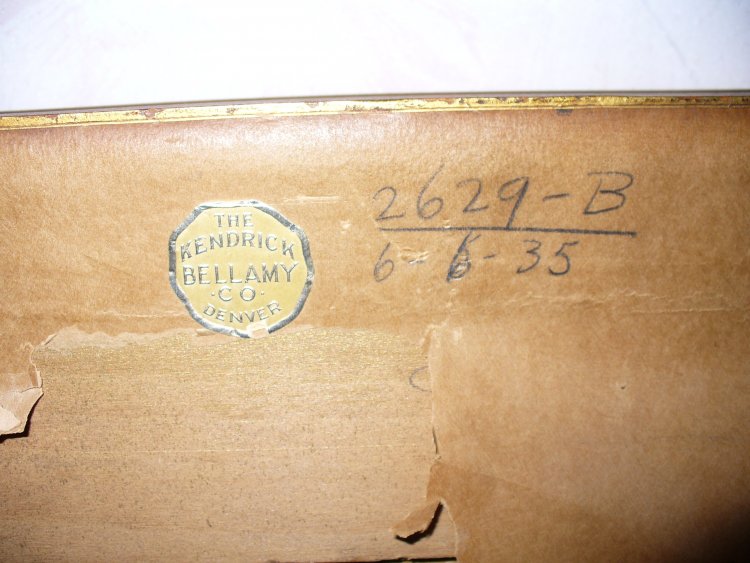 THE
KENDRICK
BELLAMY
·CO·
DENVER
2629-B
6-6-35